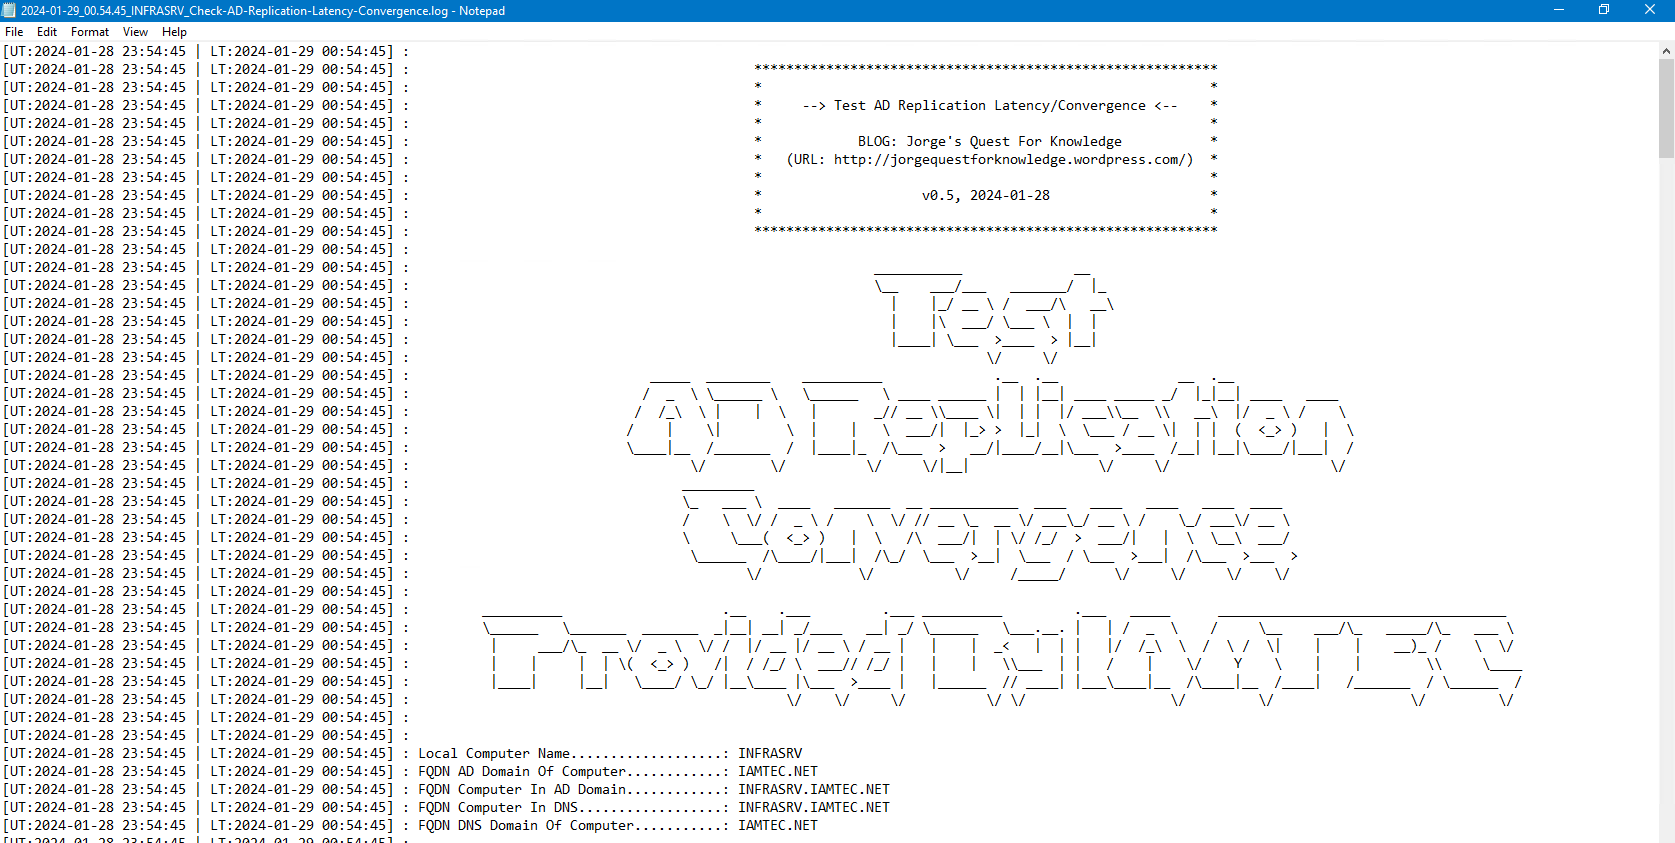 2024-01-29_00.54.45_INFRASRV_Check-AD-Replication-Latency-Convergence.log - Notepad
File Edit Format View Help
[UT:2024-01-28 23:54:45 | LT:2024-01-29 00:54:45] :
[UT:2024-01-28 23:54:45 | LT:2024-01-29 00:54:45] : **********************************************************
[UT:2024-01-28 23:54:45 | LT:2024-01-29 00:54:45] : * *
[UT:2024-01-28 23:54:45 | LT:2024-01-29 00:54:45] : * --> Test AD Replication Latency/Convergence <-- *
[UT:2024-01-28 23:54:45 | LT:2024-01-29 00:54:45] : * *
[UT:2024-01-28 23:54:45 | LT:2024-01-29 00:54:45] : * BLOG: Jorge's Quest For Knowledge *
[UT:2024-01-28 23:54:45 | LT:2024-01-29 00:54:45] : * (URL: http://jorgequestforknowledge.wordpress.com/) *
[UT:2024-01-28 23:54:45 | LT:2024-01-29 00:54:45] : * *
[UT:2024-01-28 23:54:45 | LT:2024-01-29 00:54:45] : * v0.5, 2024-01-28 *
[UT:2024-01-28 23:54:45 | LT:2024-01-29 00:54:45] : * *
[UT:2024-01-28 23:54:45 | LT:2024-01-29 00:54:45] : **********************************************************
[UT:2024-01-28 23:54:45 | LT:2024-01-29 00:54:45] :
[UT:2024-01-28 23:54:45 | LT:2024-01-29 00:54:45] :
[UT:2024-01-28 23:54:45 | LT:2024-01-29 00:54:45] :
[UT:2024-01-28 23:54:45 | LT:2024-01-29 00:54:45] :
[UT:2024-01-28 23:54:45 | LT:2024-01-29 00:54:45] : Test
[UT:2024-01-28 23:54:45 | LT:2024-01-29 00:54:45] :
[UT:2024-01-28 23:54:45 | LT:2024-01-29 00:54:45] :
[UT:2024-01-28 23:54:45 | LT:2024-01-29 00:54:45] :
[UT:2024-01-28 23:54:45 | LT:2024-01-29 00:54:45] :
[UT:2024-01-28 23:54:45 | LT:2024-01-29 00:54:45] :
[UT:2024-01-28 23:54:45 | LT:2024-01-29 00:54:45] : AD Replication
[UT:2024-01-28 23:54:45 | LT:2024-01-29 00:54:45] :
[UT:2024-01-28 23:54:45 | LT:2024-01-29 00:54:45] :
[UT:2024-01-28 23:54:45 | LT:2024-01-29 00:54:45] :
[UT:2024-01-28 23:54:45 | LT:2024-01-29 00:54:45] :
[UT:2024-01-28 23:54:45 | LT:2024-01-29 00:54:45] :
[UT:2024-01-28 23:54:45 | LT:2024-01-29 00:54:45] : Convergence
[UT:2024-01-28 23:54:45 | LT:2024-01-29 00:54:45] :
[UT:2024-01-28 23:54:45 | LT:2024-01-29 00:54:45] :
[UT:2024-01-28 23:54:45 | LT:2024-01-29 00:54:45] :
[UT:2024-01-28 23:54:45 | LT:2024-01-29 00:54:45] :
[UT:2024-01-28 23:54:45 | LT:2024-01-29 00:54:45] :
[UT:2024-01-28 23:54:45 | LT:2024-01-29 00:54:45] :
[UT:2024-01-28 23:54:45 | LT:2024-01-29 00:54:45] : Provided By IAMTEC
[UT:2024-01-28 23:54:45 | LT:2024-01-29 00:54:45] :
[UT:2024-01-28 23:54:45 | LT:2024-01-29 00:54:45] :
[UT:2024-01-28 23:54:45 | LT:2024-01-29 00:54:45] :
[UT:2024-01-28 23:54:45 | LT:2024-01-29 00:54:45] :
[UT:2024-01-28 23:54:45 | LT:2024-01-29 00:54:45] :
[UT:2024-01-28 23:54:45 | LT:2024-01-29 00:54:45] : Local Computer Name...................: INFRASRV
[UT:2024-01-28 23:54:45 | LT:2024-01-29 00:54:45] : FQDN AD Domain Of Computer............: IAMTEC.NET
[UT:2024-01-28 23:54:45 | LT:2024-01-29 00:54:45] : FQDN Computer In AD Domain............: INFRASRV.IAMTEC.NET
[UT:2024-01-28 23:54:45 | LT:2024-01-29 00:54:45] : FQDN Computer In DNS..................: INFRASRV.IAMTEC.NET
[UT:2024-01-28 23:54:45 | LT:2024-01-29 00:54:45] : FQDN DNS Domain Of Computer...........: IAMTEC.NET
[UT:2024-01-28 23:54:45 | LT:2024-01-29 00:54:45] :